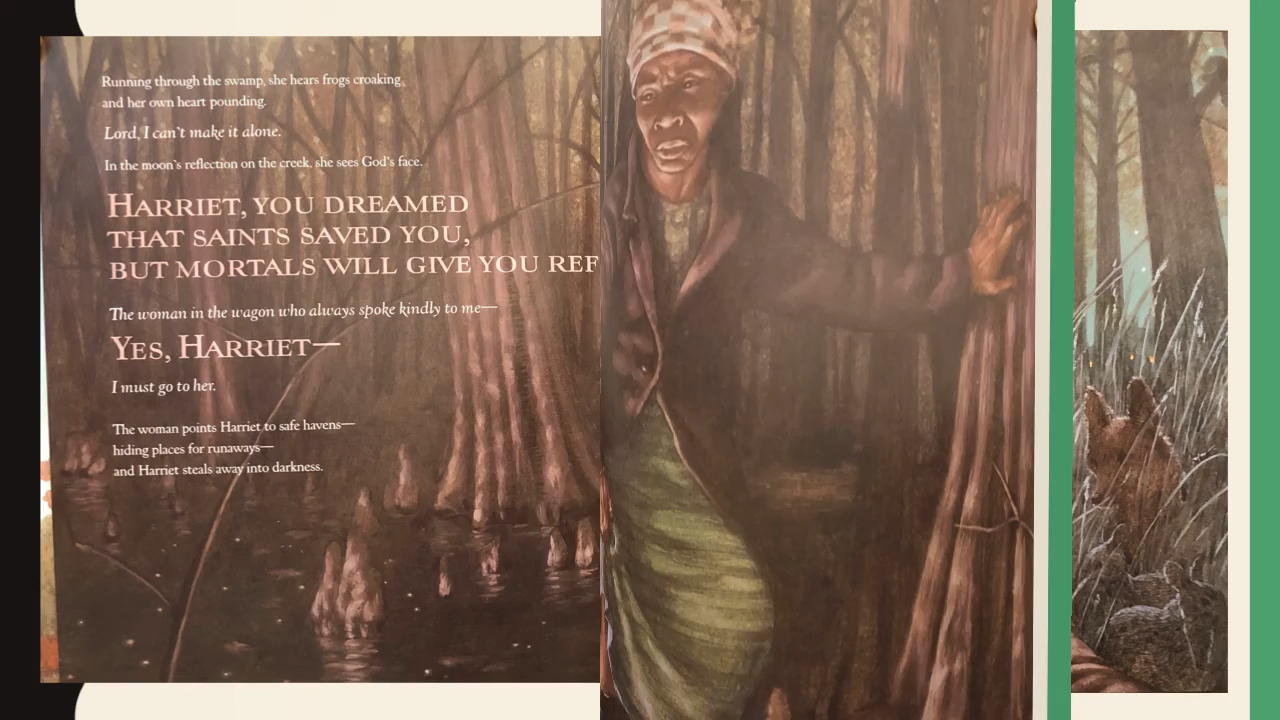 Running through the swamp, she hears frogs croaking,
and her own heart pounding.
Lord, I can't make it alone.
In the moon's reflection on the creek, she sees God's face.
HARRIET, YOU DREAMED
THAT SAINTS SAVED YOU,
BUT MORTALS WILL GIVE YOU REF
The woman in the wagon who always spoke kindly to me—
YES, HARRIET—
I must go to her.
The woman points Harriet to safe havens—
hiding places for runaways—
and Harriet steals away into darkness.